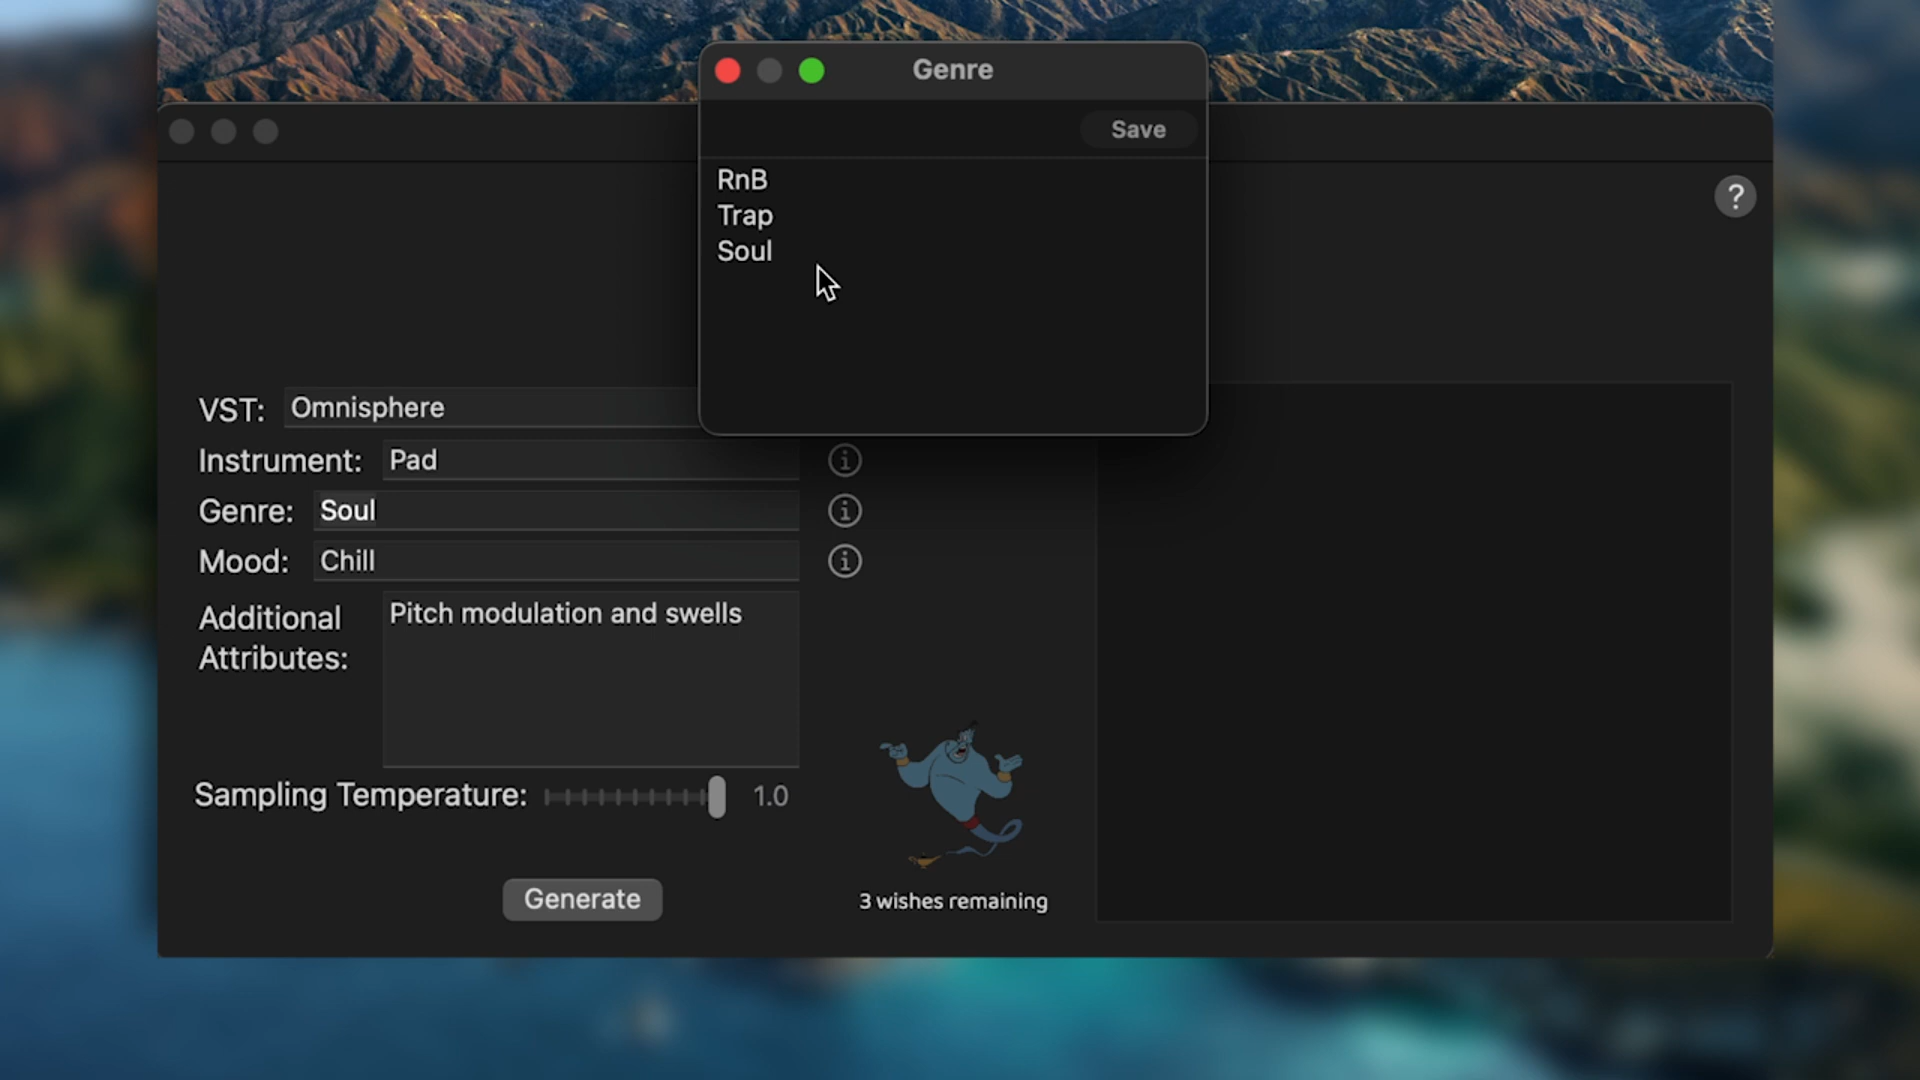 Genre
Save
RnB
Trap
Soul
?
VST: Omnisphere
Instrument: Pad
Genre: Soul
Mood: Chill
Additional Attributes: Pitch modulation and swells
Sampling Temperature: 1.0
Generate
3 wishes remaining